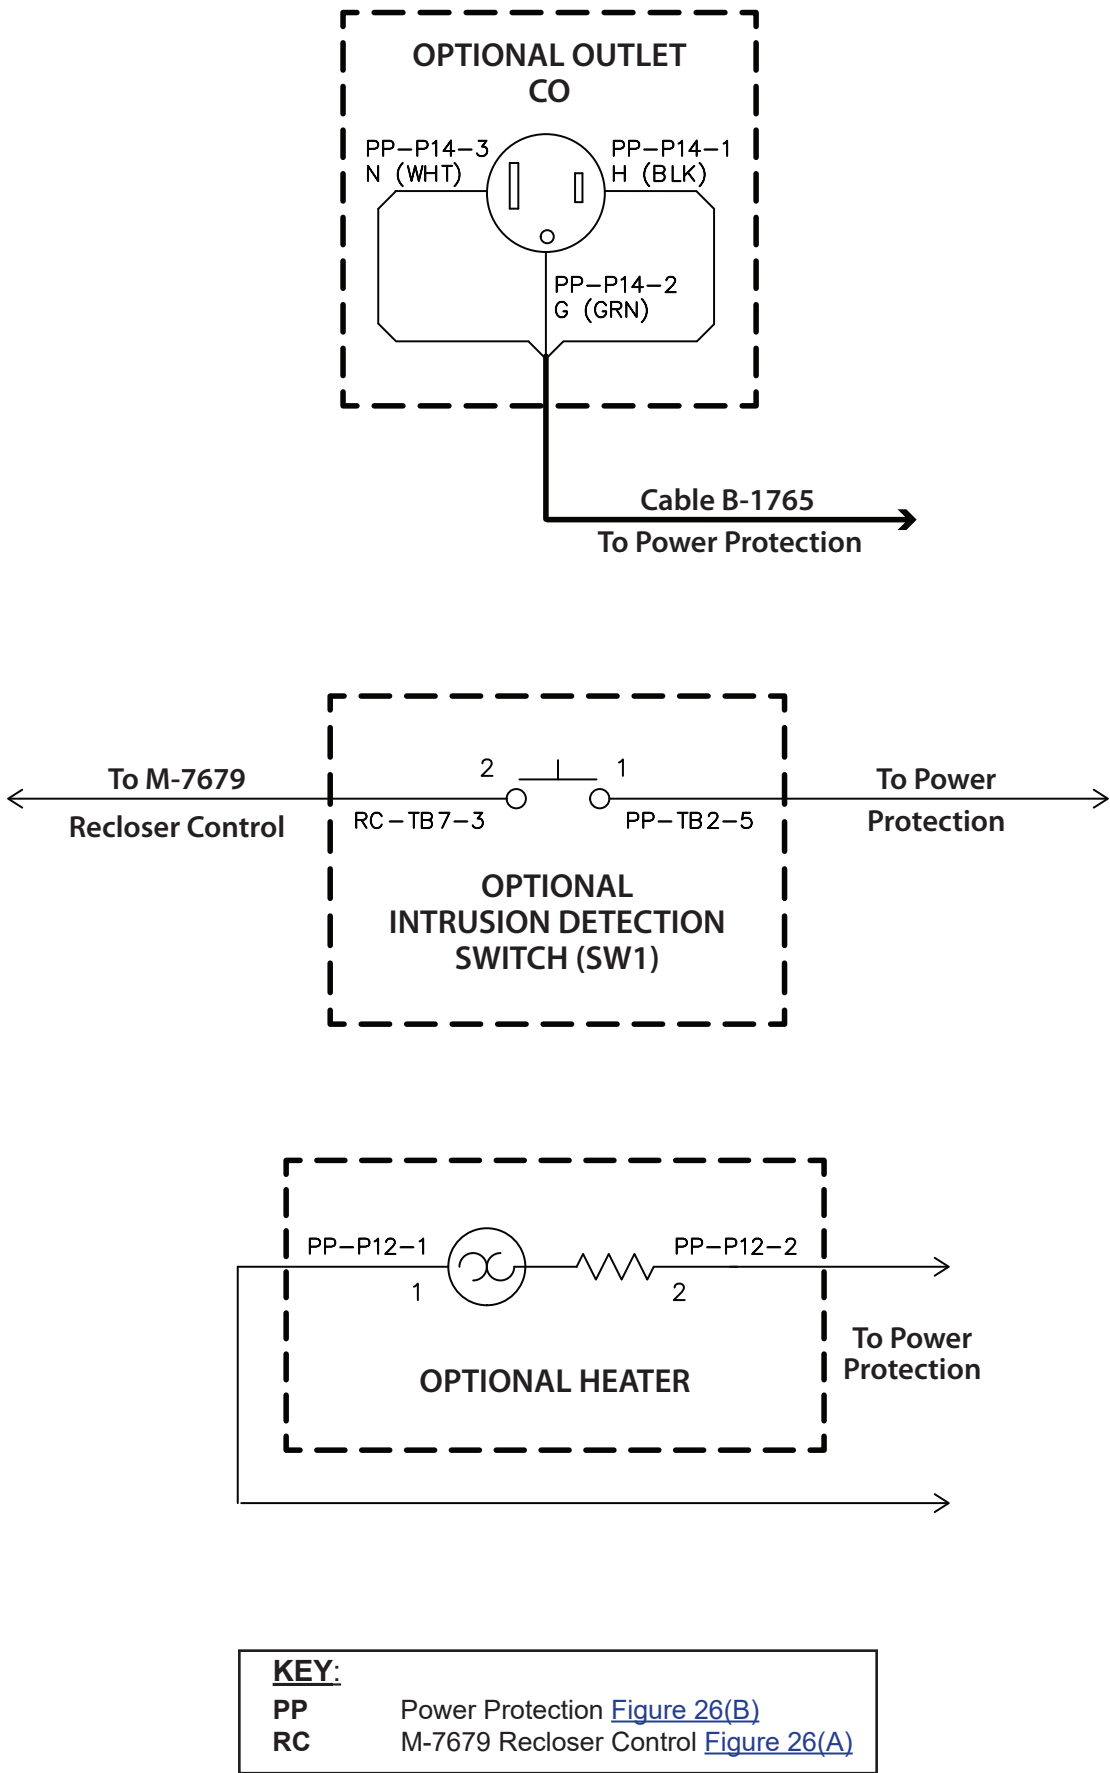 OPTIONAL OUTLET
CO
PP-P14-3
N (WHT)
PP-P14-1
H (BLK)
PP-P14-2
G (GRN)
Cable B-1765
To Power Protection
To M-7679
Recloser Control
2
1
RC-TB7-3
PP-TB2-5
To Power
Protection
OPTIONAL
INTRUSION DETECTION
SWITCH (SW1)
PP-P12-1
1
PP-P12-2
2
To Power
Protection
OPTIONAL HEATER
KEY:
PP Power Protection Figure 26(B)
RC M-7679 Recloser Control Figure 26(A)